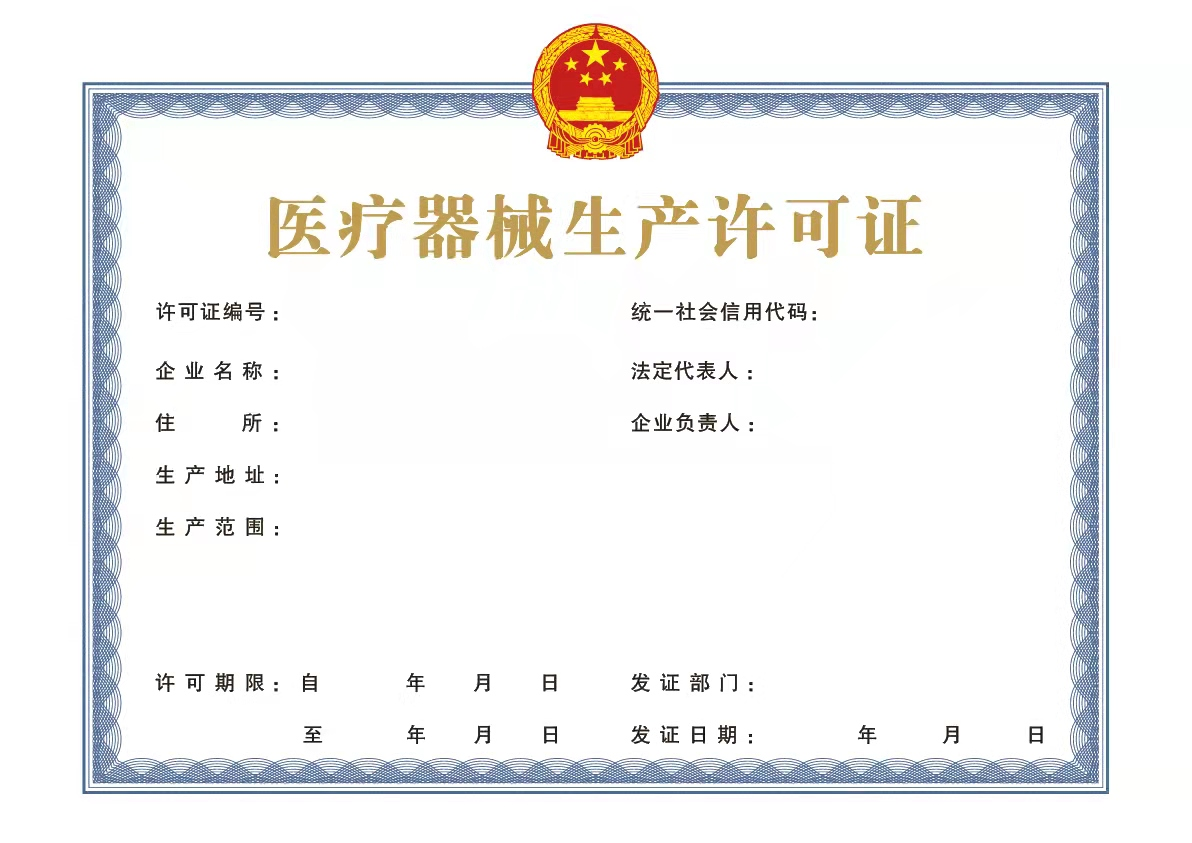 医疗器械生产许可证
许可证编号： 统一社会信用代码：
企业名称： 法定代表人：
住 所： 企业负责人：
生产地址：
生产范围：
许可期限：自 年 月 日 发证部门：
至 年 月 日 发证日期： 年 月 日